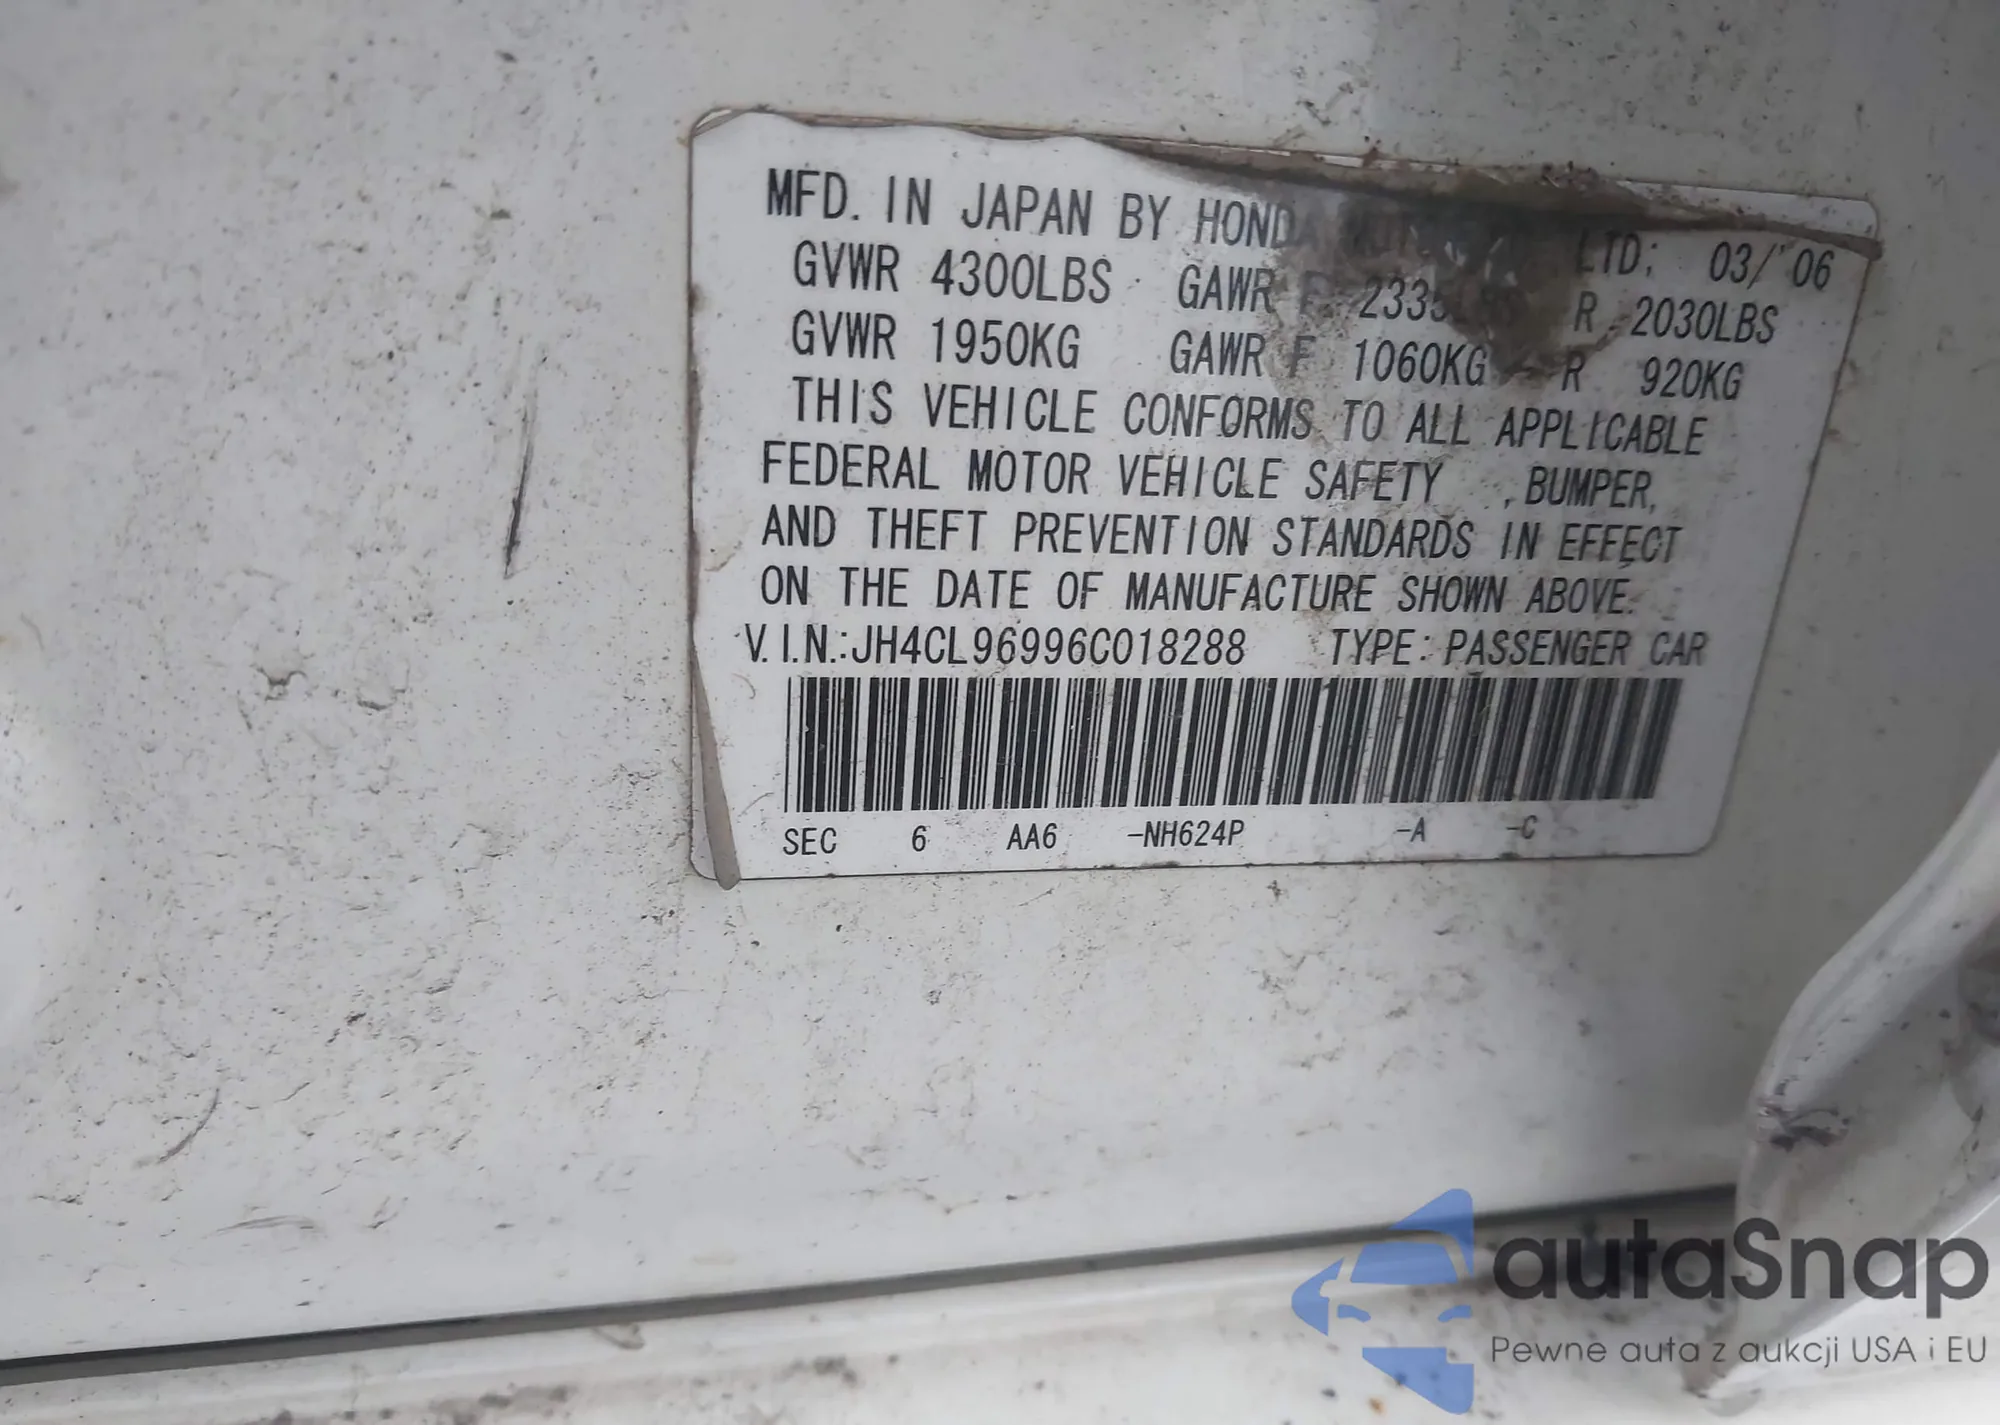 MFD. IN JAPAN BY HONDA MOTOR LTD: 03/'06
GVWR 4300LBS GAWR F 2335LBS R 2030LBS
GVWR 1950KG GAWR F 1060KG R 920KG
THIS VEHICLE CONFORMS TO ALL APPLICABLE
FEDERAL MOTOR VEHICLE SAFETY , BUMPER,
AND THEFT PREVENTION STANDARDS IN EFFECT
ON THE DATE OF MANUFACTURE SHOWN ABOVE.
V.I.N.:JH4CL96996C018288 TYPE: PASSENGER CAR
SEC 6 AA6 -NH624P -A -C
autaSnap
Pewne auta z aukcji USA i EU